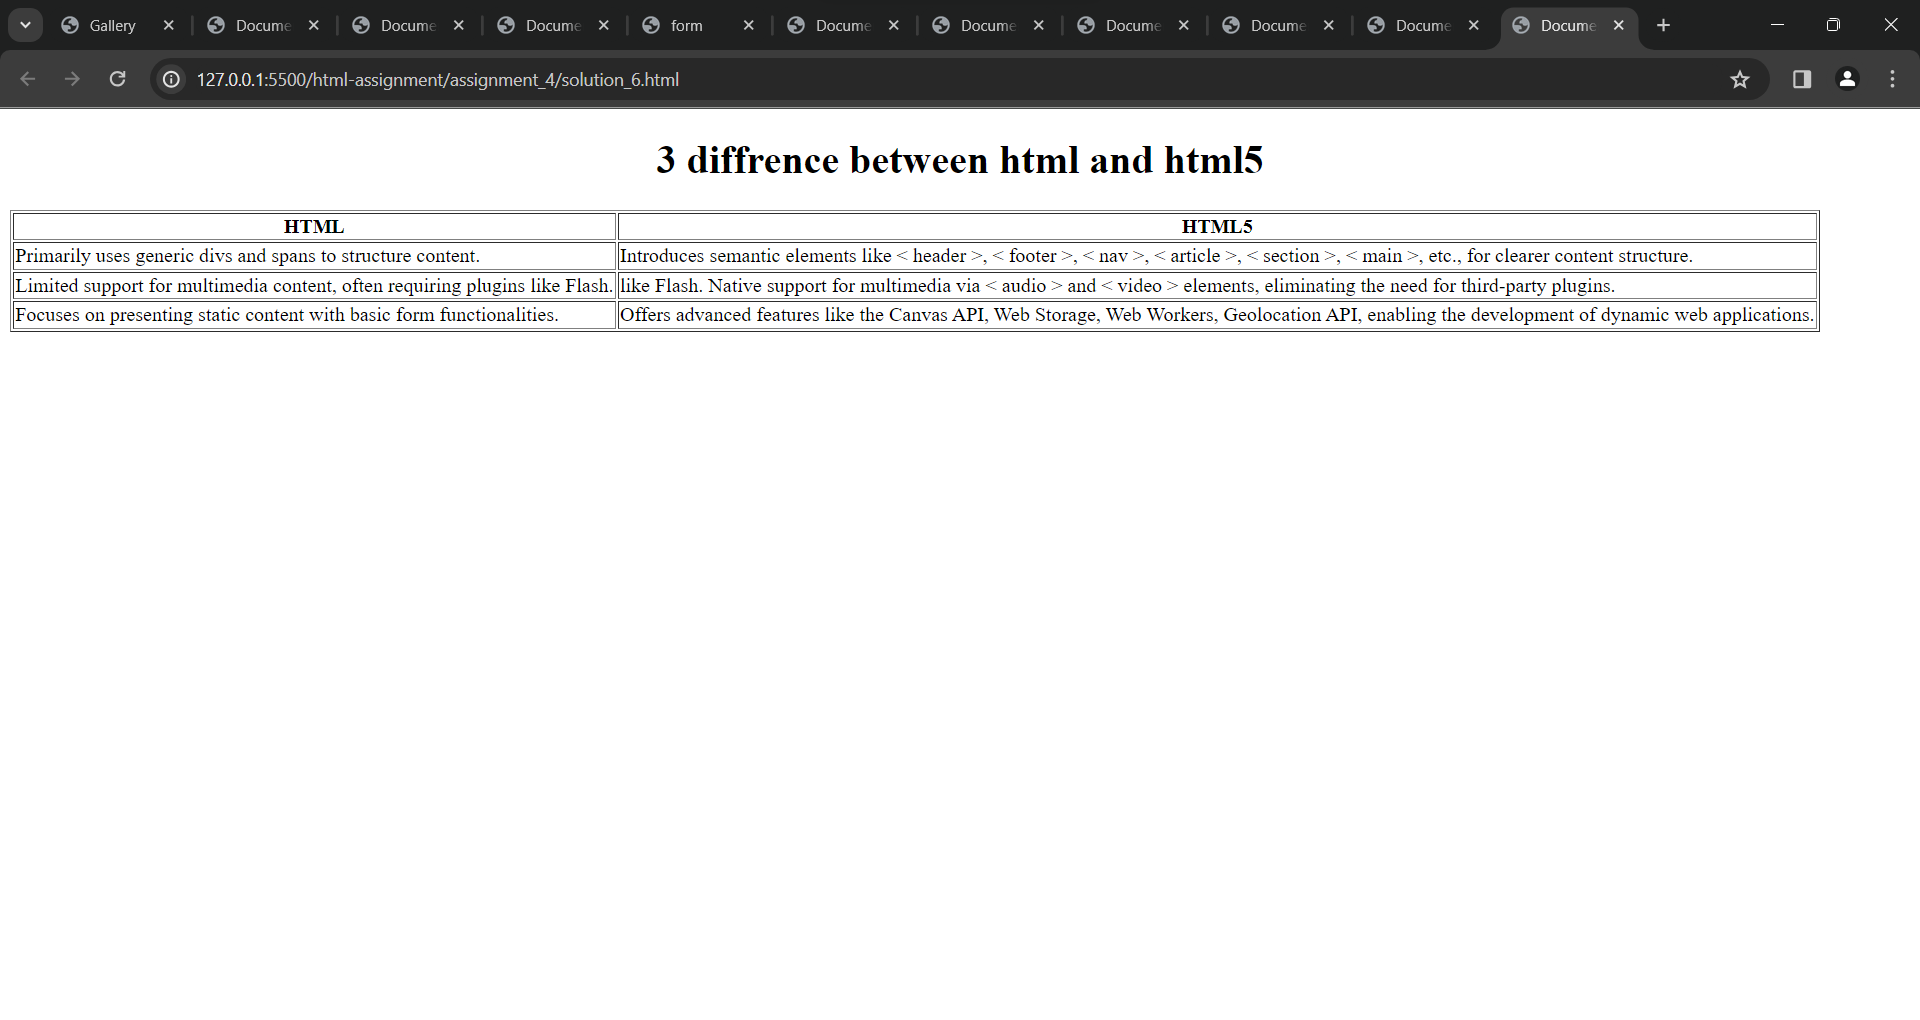 Gallery
Docume
Docume
Docume
form
Docume
Docume
Docume
Docume
Docume
Docume
127.0.0.1:5500/html-assignment/assignment_4/solution_6.html
3 diffrence between html and html5
HTML
HTML5
Primarily uses generic divs and spans to structure content.
Introduces semantic elements like < header >, < footer >, < nav >, < article >, < section >, < main >, etc., for clearer content structure.
Limited support for multimedia content, often requiring plugins like Flash.
like Flash. Native support for multimedia via < audio > and < video > elements, eliminating the need for third-party plugins.
Focuses on presenting static content with basic form functionalities.
Offers advanced features like the Canvas API, Web Storage, Web Workers, Geolocation API, enabling the development of dynamic web applications.